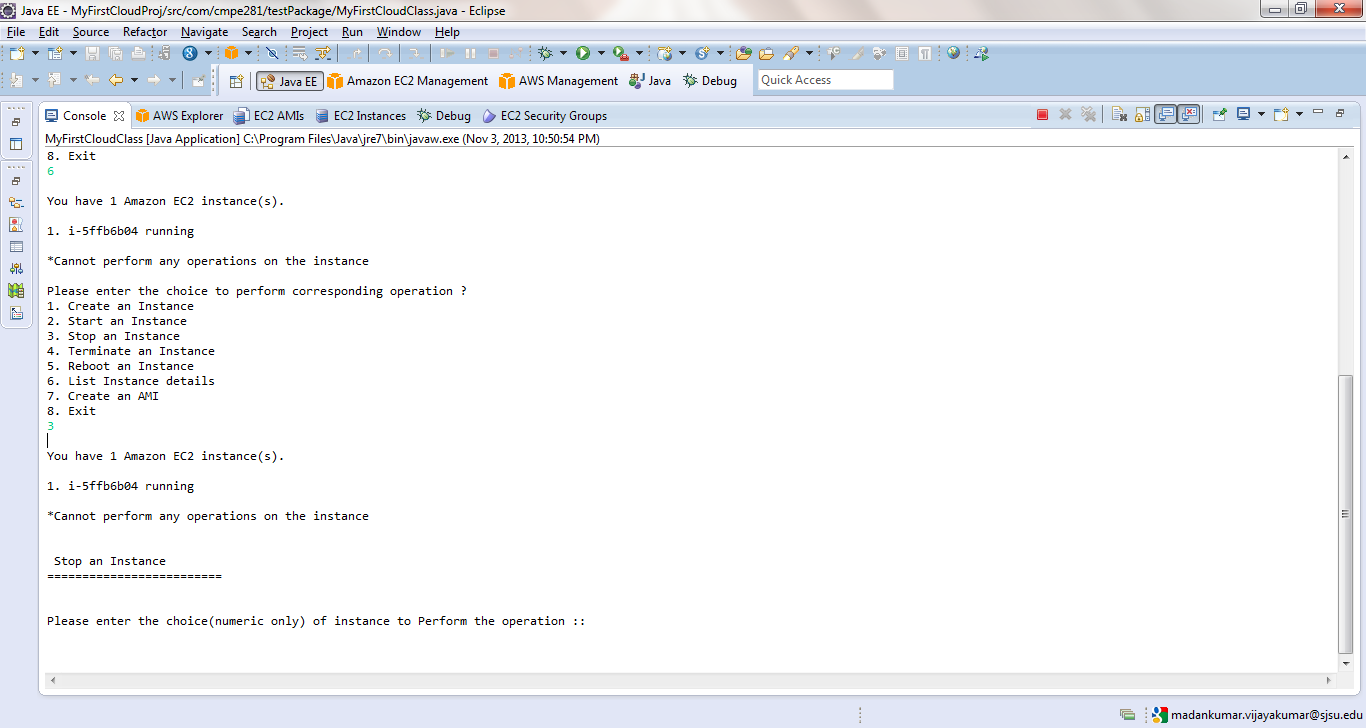 Java EE - MyFirstCloudProj/src/com/cmpe281/testPackage/MyFirstCloudClass.java - Eclipse
File Edit Source Refactor Navigate Search Project Run Window Help
Java EE Amazon EC2 Management AWS Management Java Debug Quick Access
Console AWS Explorer EC2 AMIs EC2 Instances Debug EC2 Security Groups
MyFirstCloudClass [Java Application] C:\Program Files\Java\jre7\bin\javaw.exe (Nov 3, 2013, 10:50:54 PM)
8. Exit
6
You have 1 Amazon EC2 instance(s).
1. i-5ffb6b04 running
*Cannot perform any operations on the instance
Please enter the choice to perform corresponding operation ?
1. Create an Instance
2. Start an Instance
3. Stop an Instance
4. Terminate an Instance
5. Reboot an Instance
6. List Instance details
7. Create an AMI
8. Exit
3
You have 1 Amazon EC2 instance(s).
1. i-5ffb6b04 running
*Cannot perform any operations on the instance
Stop an Instance
=========================
Please enter the choice(numeric only) of instance to Perform the operation ::
madankumar.vijayakumar@sjsu.edu